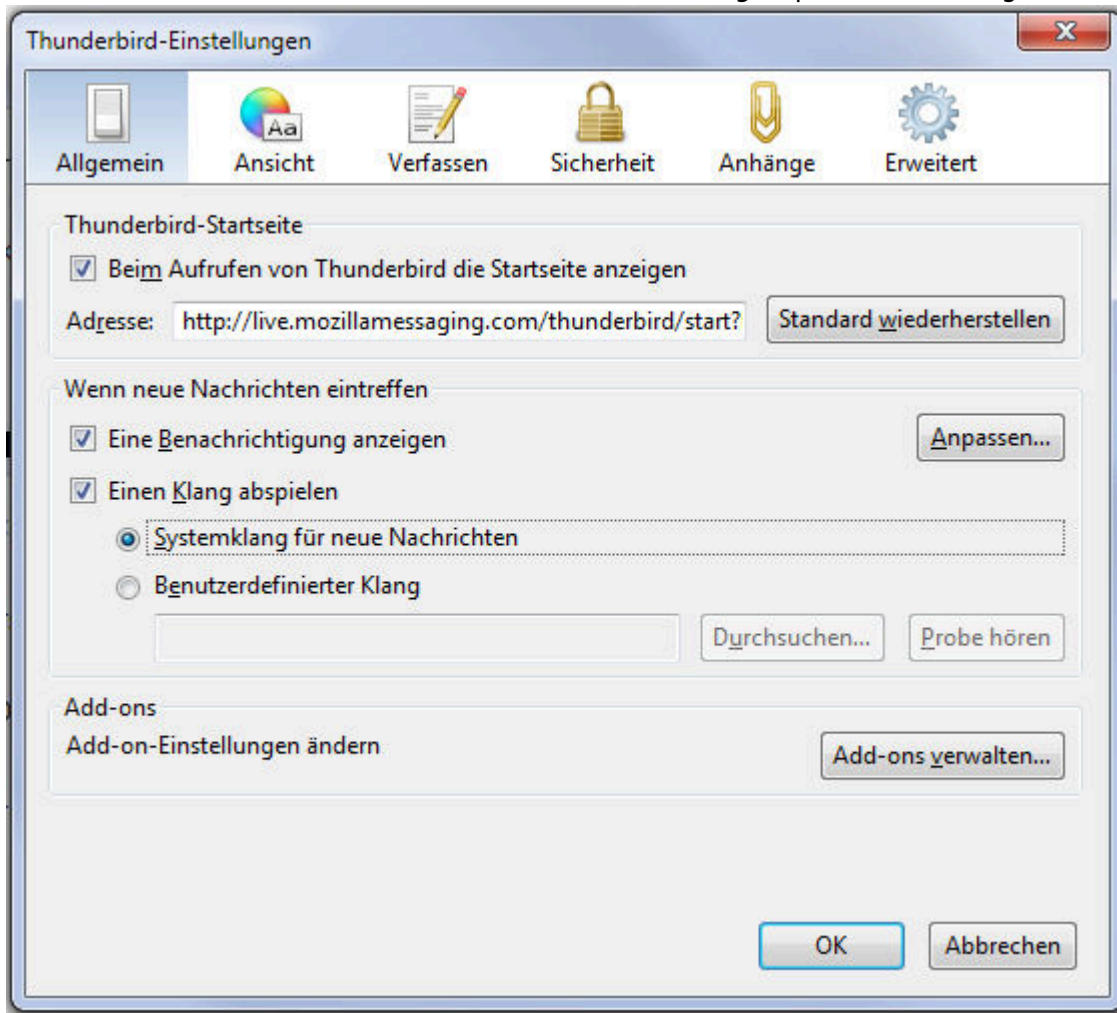 Thunderbird-Einstellungen
Allgemein Ansicht Verfassen Sicherheit Anhänge Erweitert
Thunderbird-Startseite
Beim Aufrufen von Thunderbird die Startseite anzeigen
Adresse: http://live.mozillamessaging.com/thunderbird/start? Standard wiederherstellen
Wenn neue Nachrichten eintreffen
Eine Benachrichtigung anzeigen Anpassen...
Einen Klang abspielen
Systemklang für neue Nachrichten
Benutzerdefinierter Klang
Durchsuchen... Probe hören
Add-ons
Add-on-Einstellungen ändern Add-ons verwalten...
OK Abbrechen